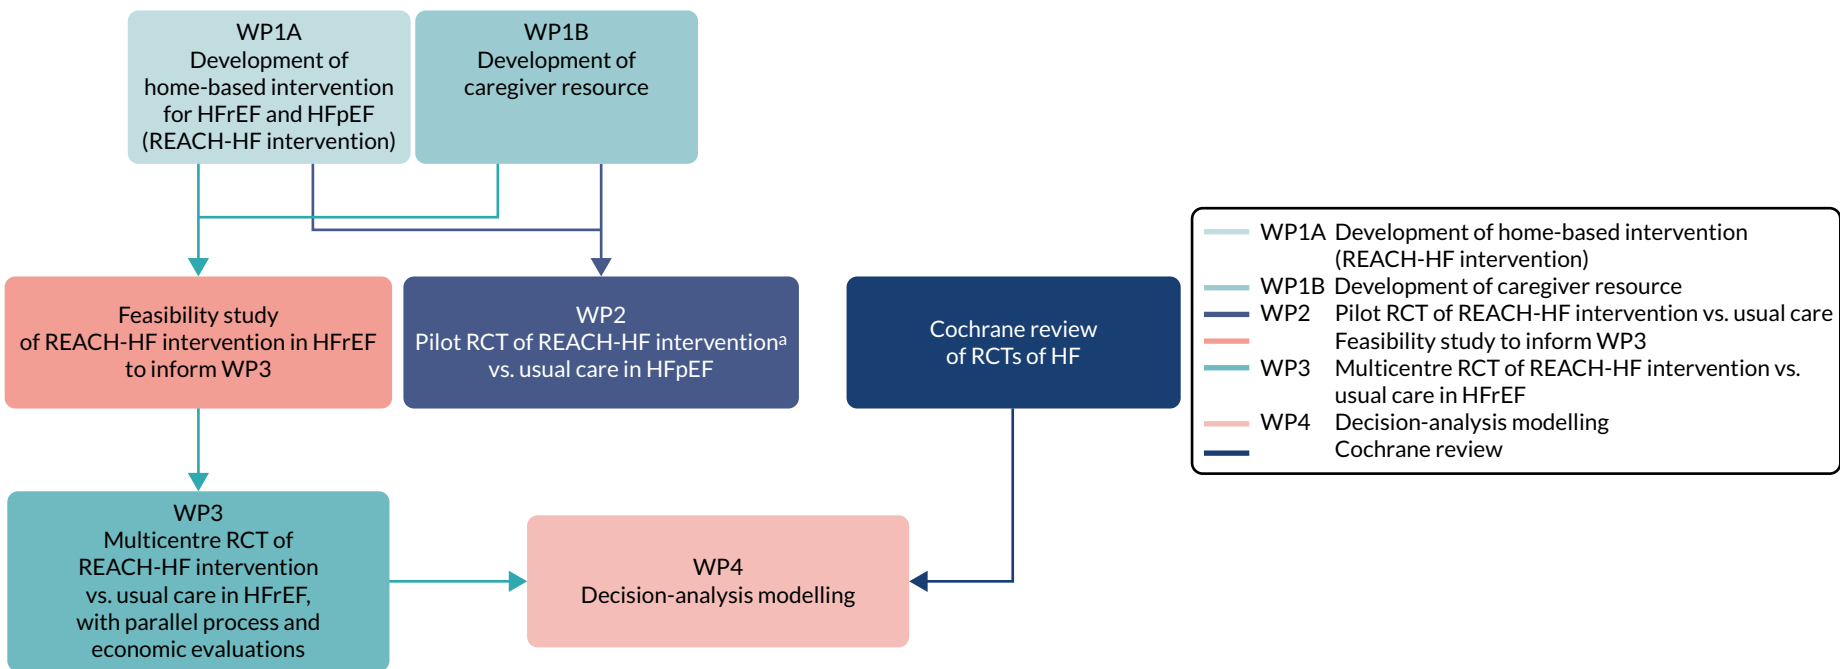 WP1A
Development of
home-based intervention
for HFrEF and HFpEF
(REACH-HF intervention)
WP1B
Development of
caregiver resource
Feasibility study
of REACH-HF intervention in HFrEF
to inform WP3
WP2
Pilot RCT of REACH-HF interventionᵃ
vs. usual care in HFpEF
Cochrane review
of RCTs of HF
WP3
Multicentre RCT of
REACH-HF intervention
vs. usual care in HFrEF,
with parallel process and
economic evaluations
WP4
Decision-analysis modelling
WP1A Development of home-based intervention
(REACH-HF intervention)
WP1B Development of caregiver resource
WP2 Pilot RCT of REACH-HF intervention vs. usual care
Feasibility study to inform WP3
WP3 Multicentre RCT of REACH-HF intervention vs.
usual care in HFrEF
WP4 Decision-analysis modelling
Cochrane review